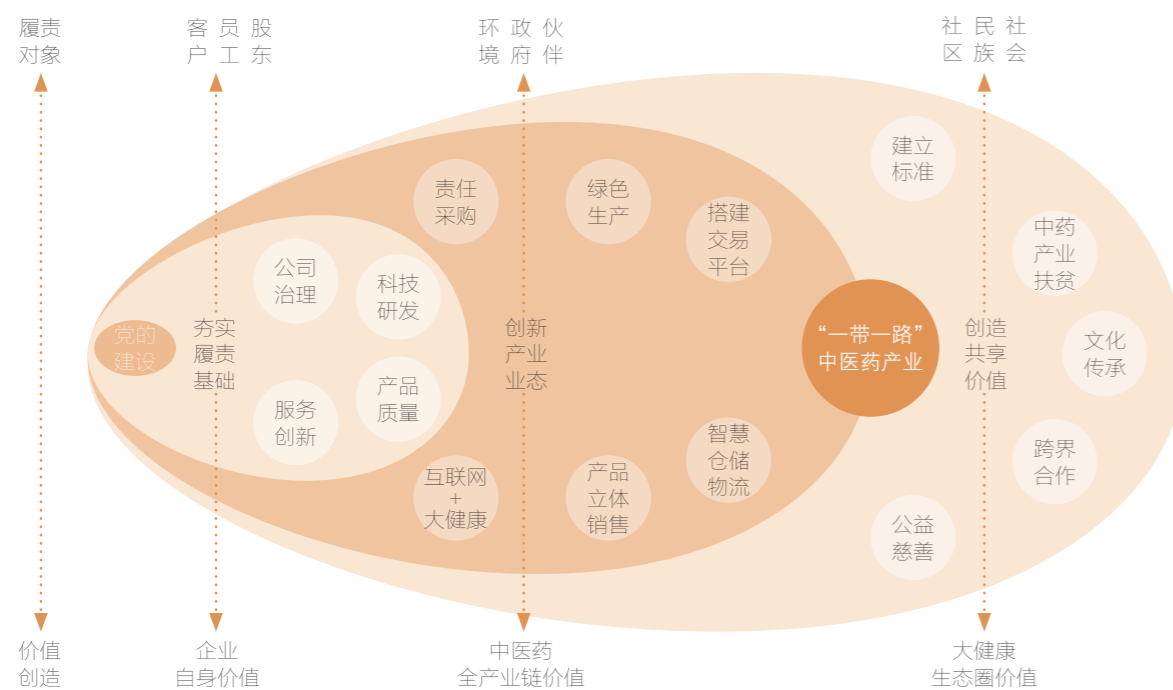 履责
对象
客 员 股
户 工 东
环 政 伙
境 府 伴
社 民 社
区 族 会
党的
建设
夯实
履责
基础
公司
治理
科技
研发
产品
质量
服务
创新
责任
采购
绿色
生产
搭建
交易
平台
创新
产业
业态
互联网
+
大健康
产品
立体
销售
智慧
仓储
物流
“一带一路”
中医药产业
创造
共享
价值
建立
标准
中药
产业
扶贫
文化
传承
跨界
合作
公益
慈善
价值
创造
企业
自身价值
中医药
全产业链价值
大健康
生态圈价值